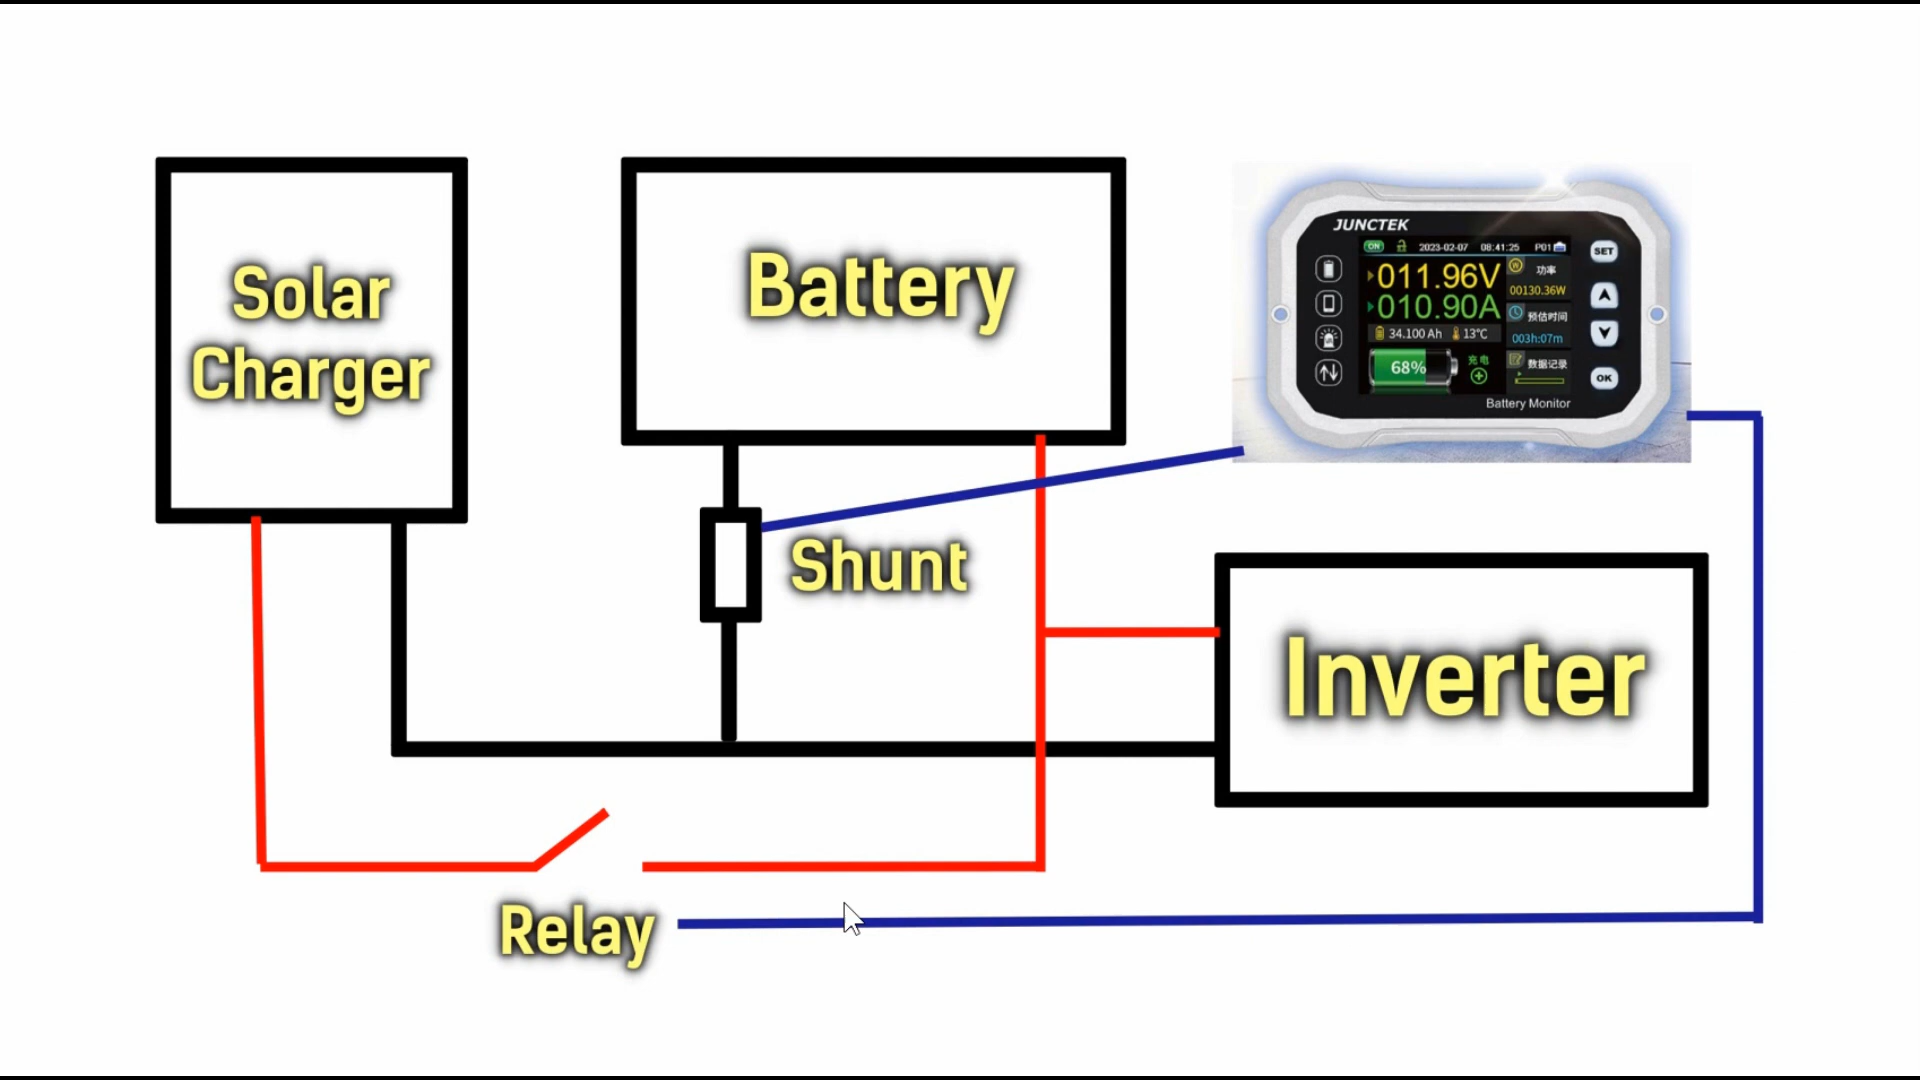 Solar
Charger
Battery
JUNCTEK
ON 2023-02-07 08:41:25 P01
011.96V
010.90A
功率
00130.36W
34.100 Ah 13℃
预估时间
003h:07m
68%
充电
数据记录
SET
OK
Battery Monitor
Shunt
Inverter
Relay